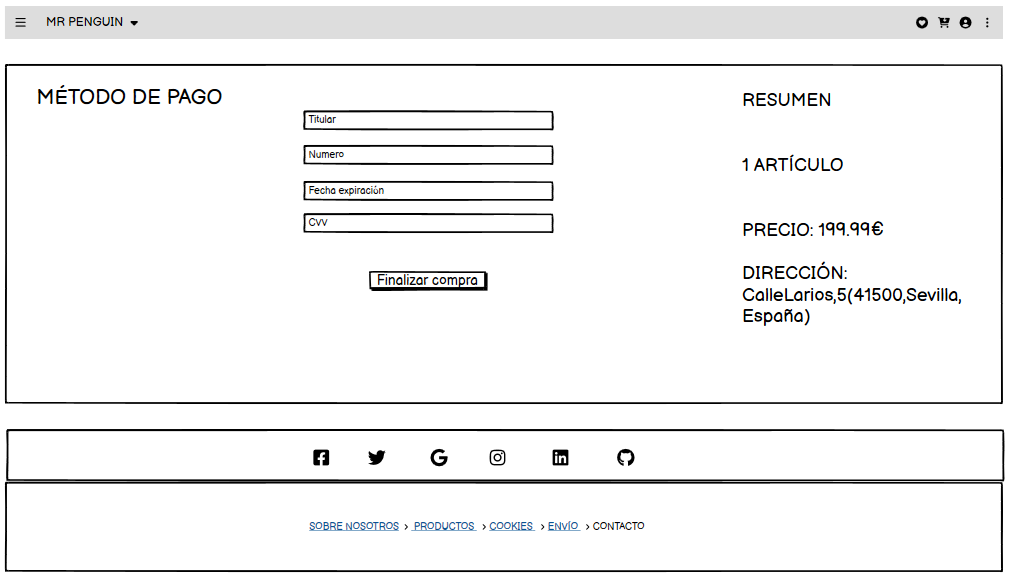 MR PENGUIN
MÉTODO DE PAGO
Titular
Numero
Fecha expiración
CVV
Finalizar compra
RESUMEN
1 ARTÍCULO
PRECIO: 199.99€
DIRECCIÓN:
CalleLarios,5(41500,Sevilla,
España)
SOBRE NOSOTROS > PRODUCTOS > COOKIES > ENVÍO > CONTACTO